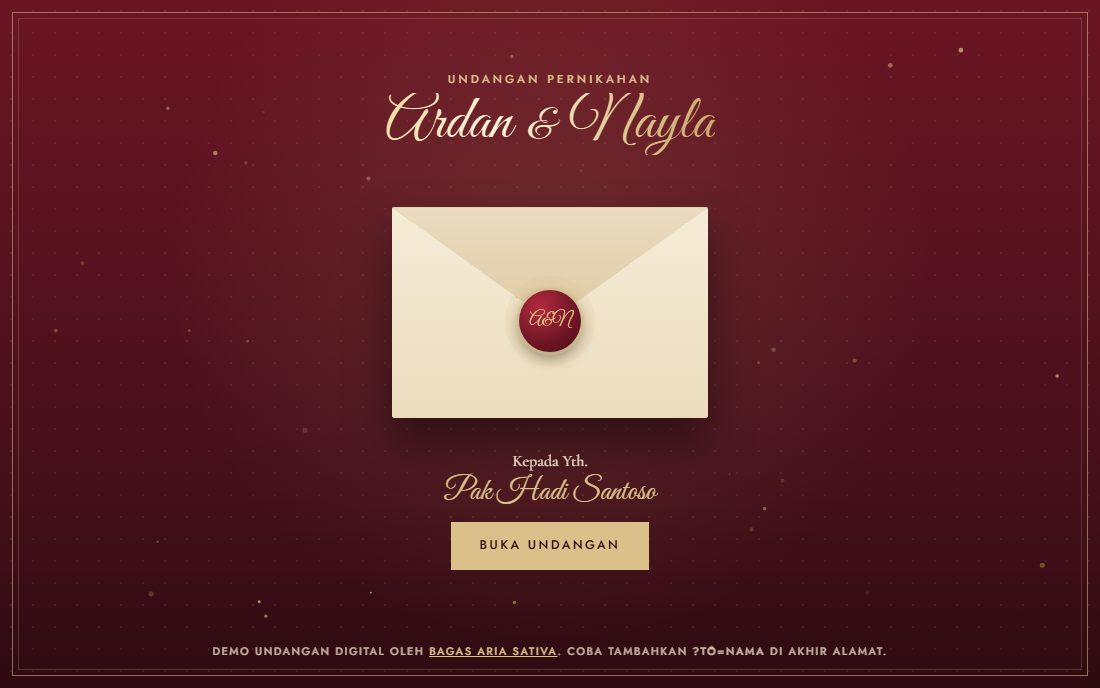 UNDANGAN PERNIKAHAN
Ardan & Nayla
A&N
Kepada Yth.
Pak Hadi Santoso
BUKA UNDANGAN
DEMO UNDANGAN DIGITAL OLEH BAGAS ARIA SATIVA. COBA TAMBAHKAN ?TO=NAMA DI AKHIR ALAMAT.